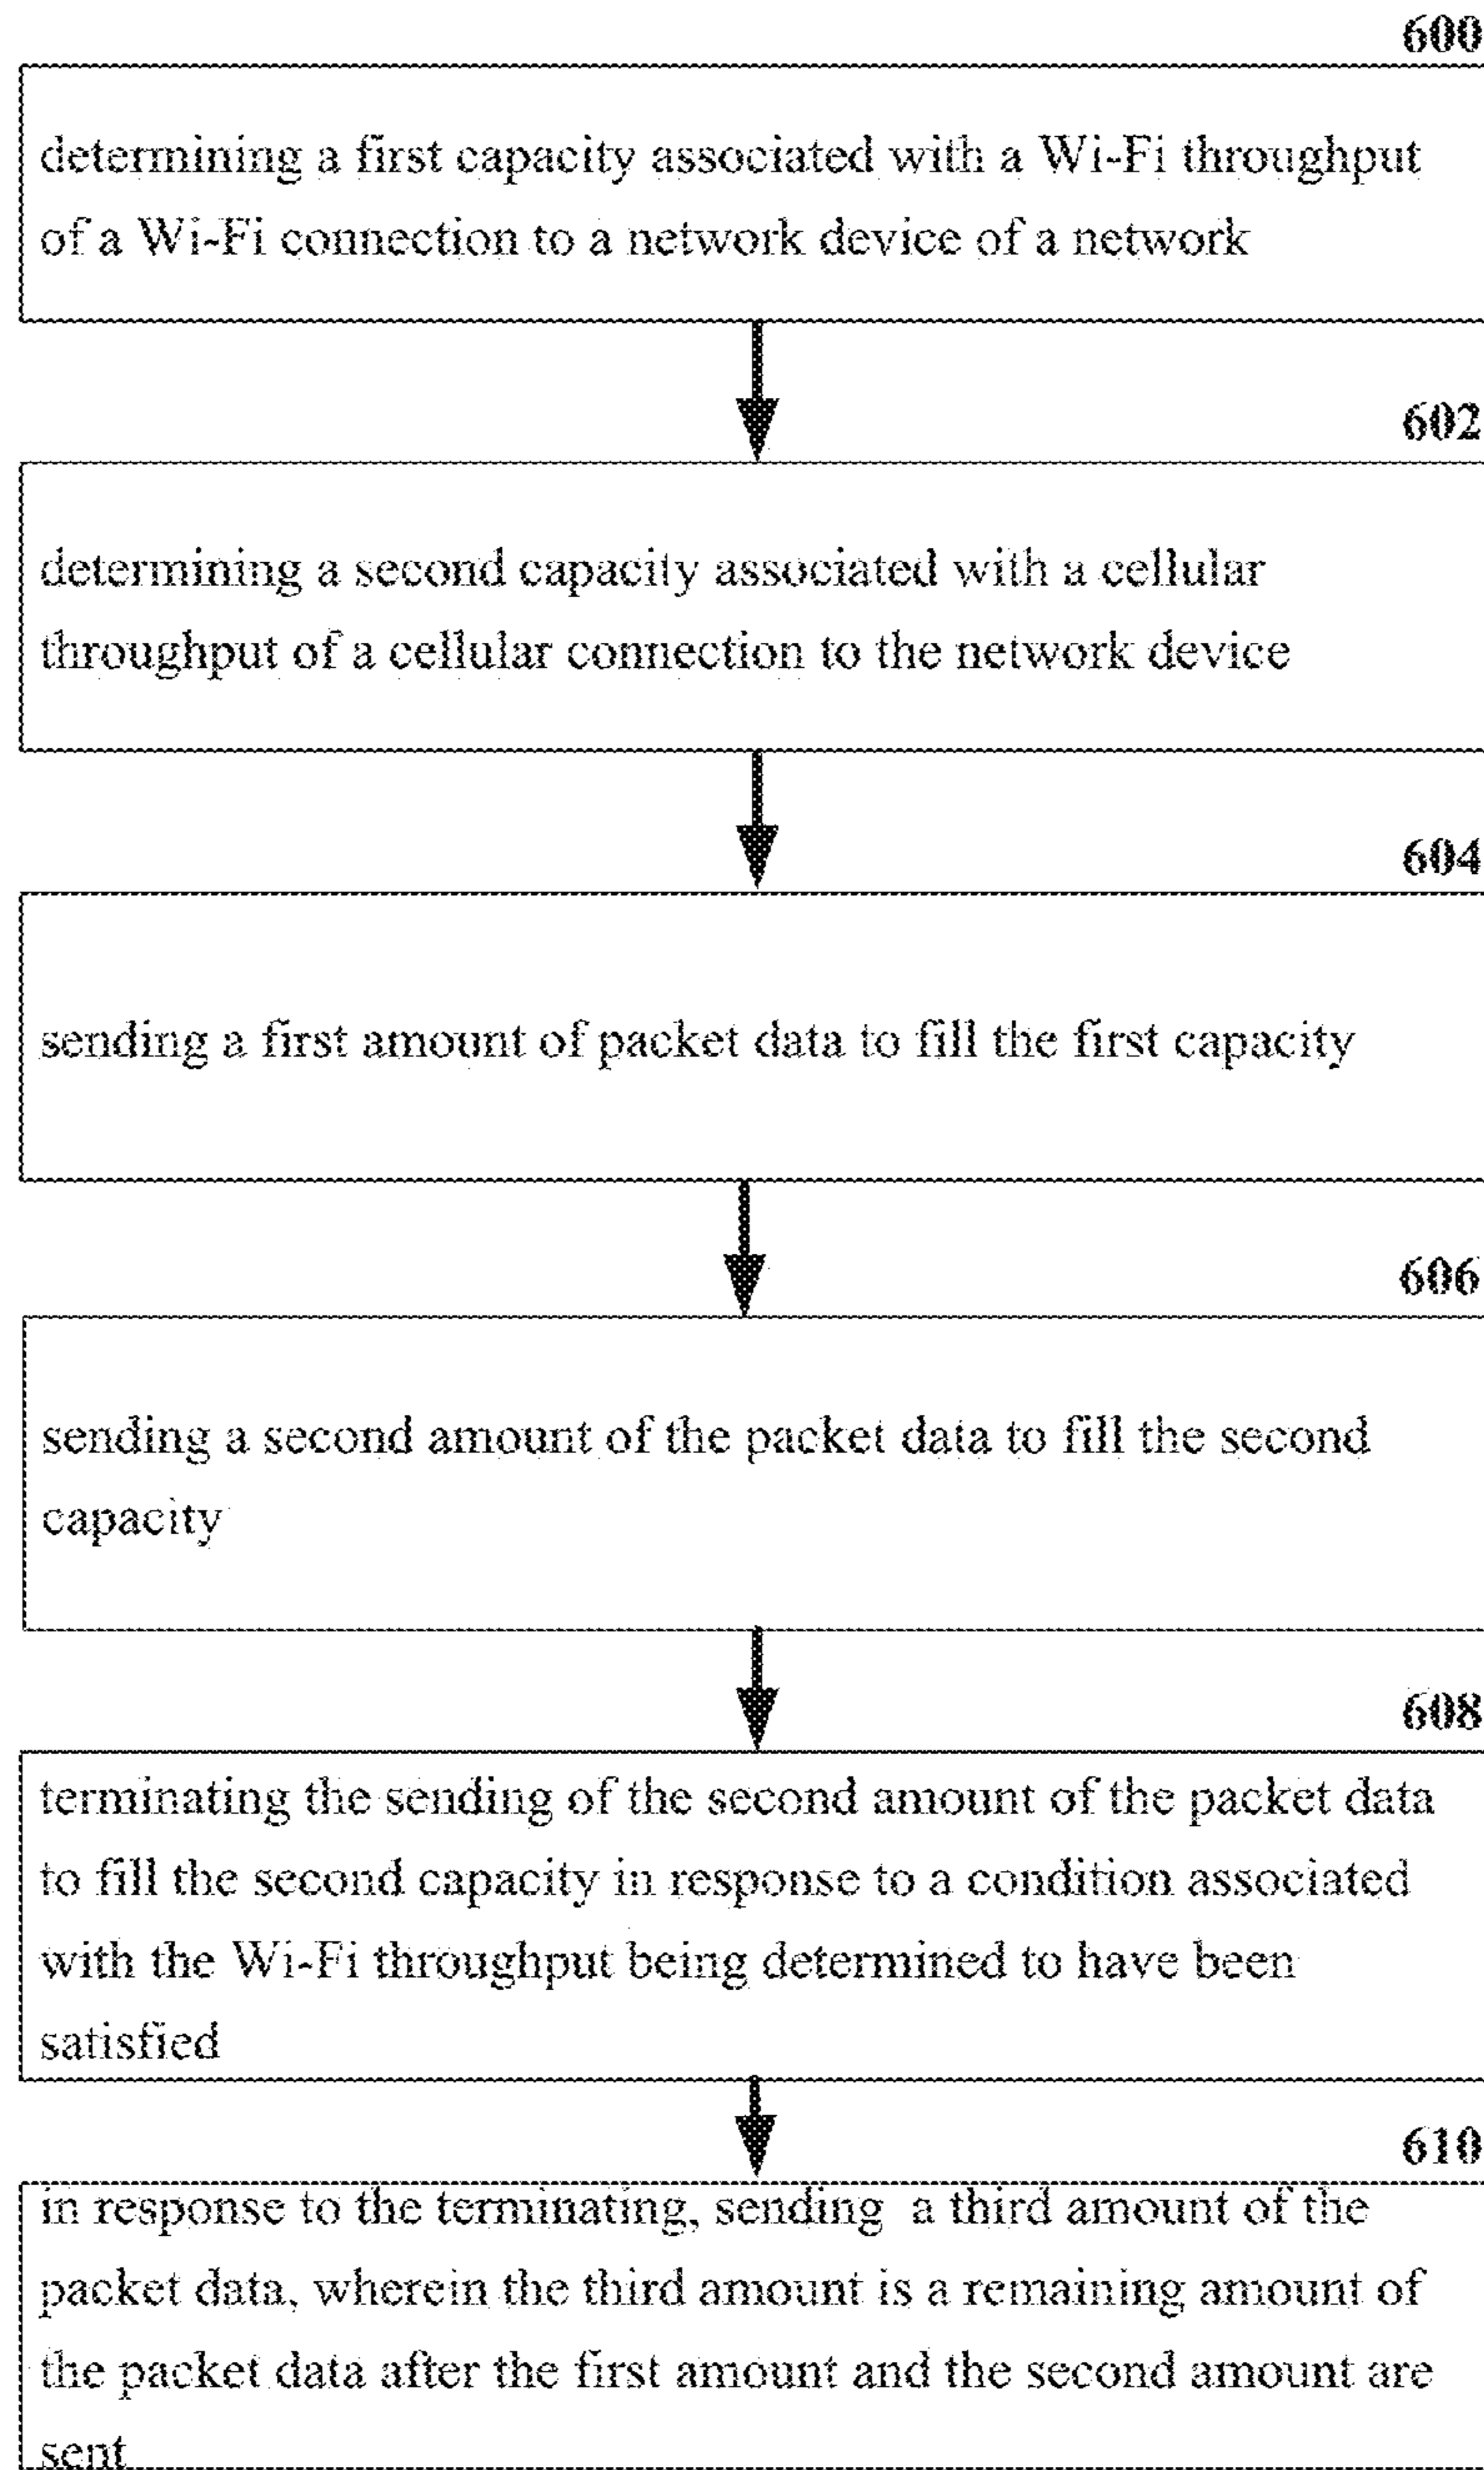 600
determining a first capacity associated with a Wi-Fi throughput
of a Wi-Fi connection to a network device of a network
602
determining a second capacity associated with a cellular
throughput of a cellular connection to the network device
604
sending a first amount of packet data to fill the first capacity
606
sending a second amount of the packet data to fill the second
capacity
608
terminating the sending of the second amount of the packet data
to fill the second capacity in response to a condition associated
with the Wi-Fi throughput being determined to have been
satisfied
610
in response to the terminating, sending a third amount of the
packet data, wherein the third amount is a remaining amount of
the packet data after the first amount and the second amount are
sent